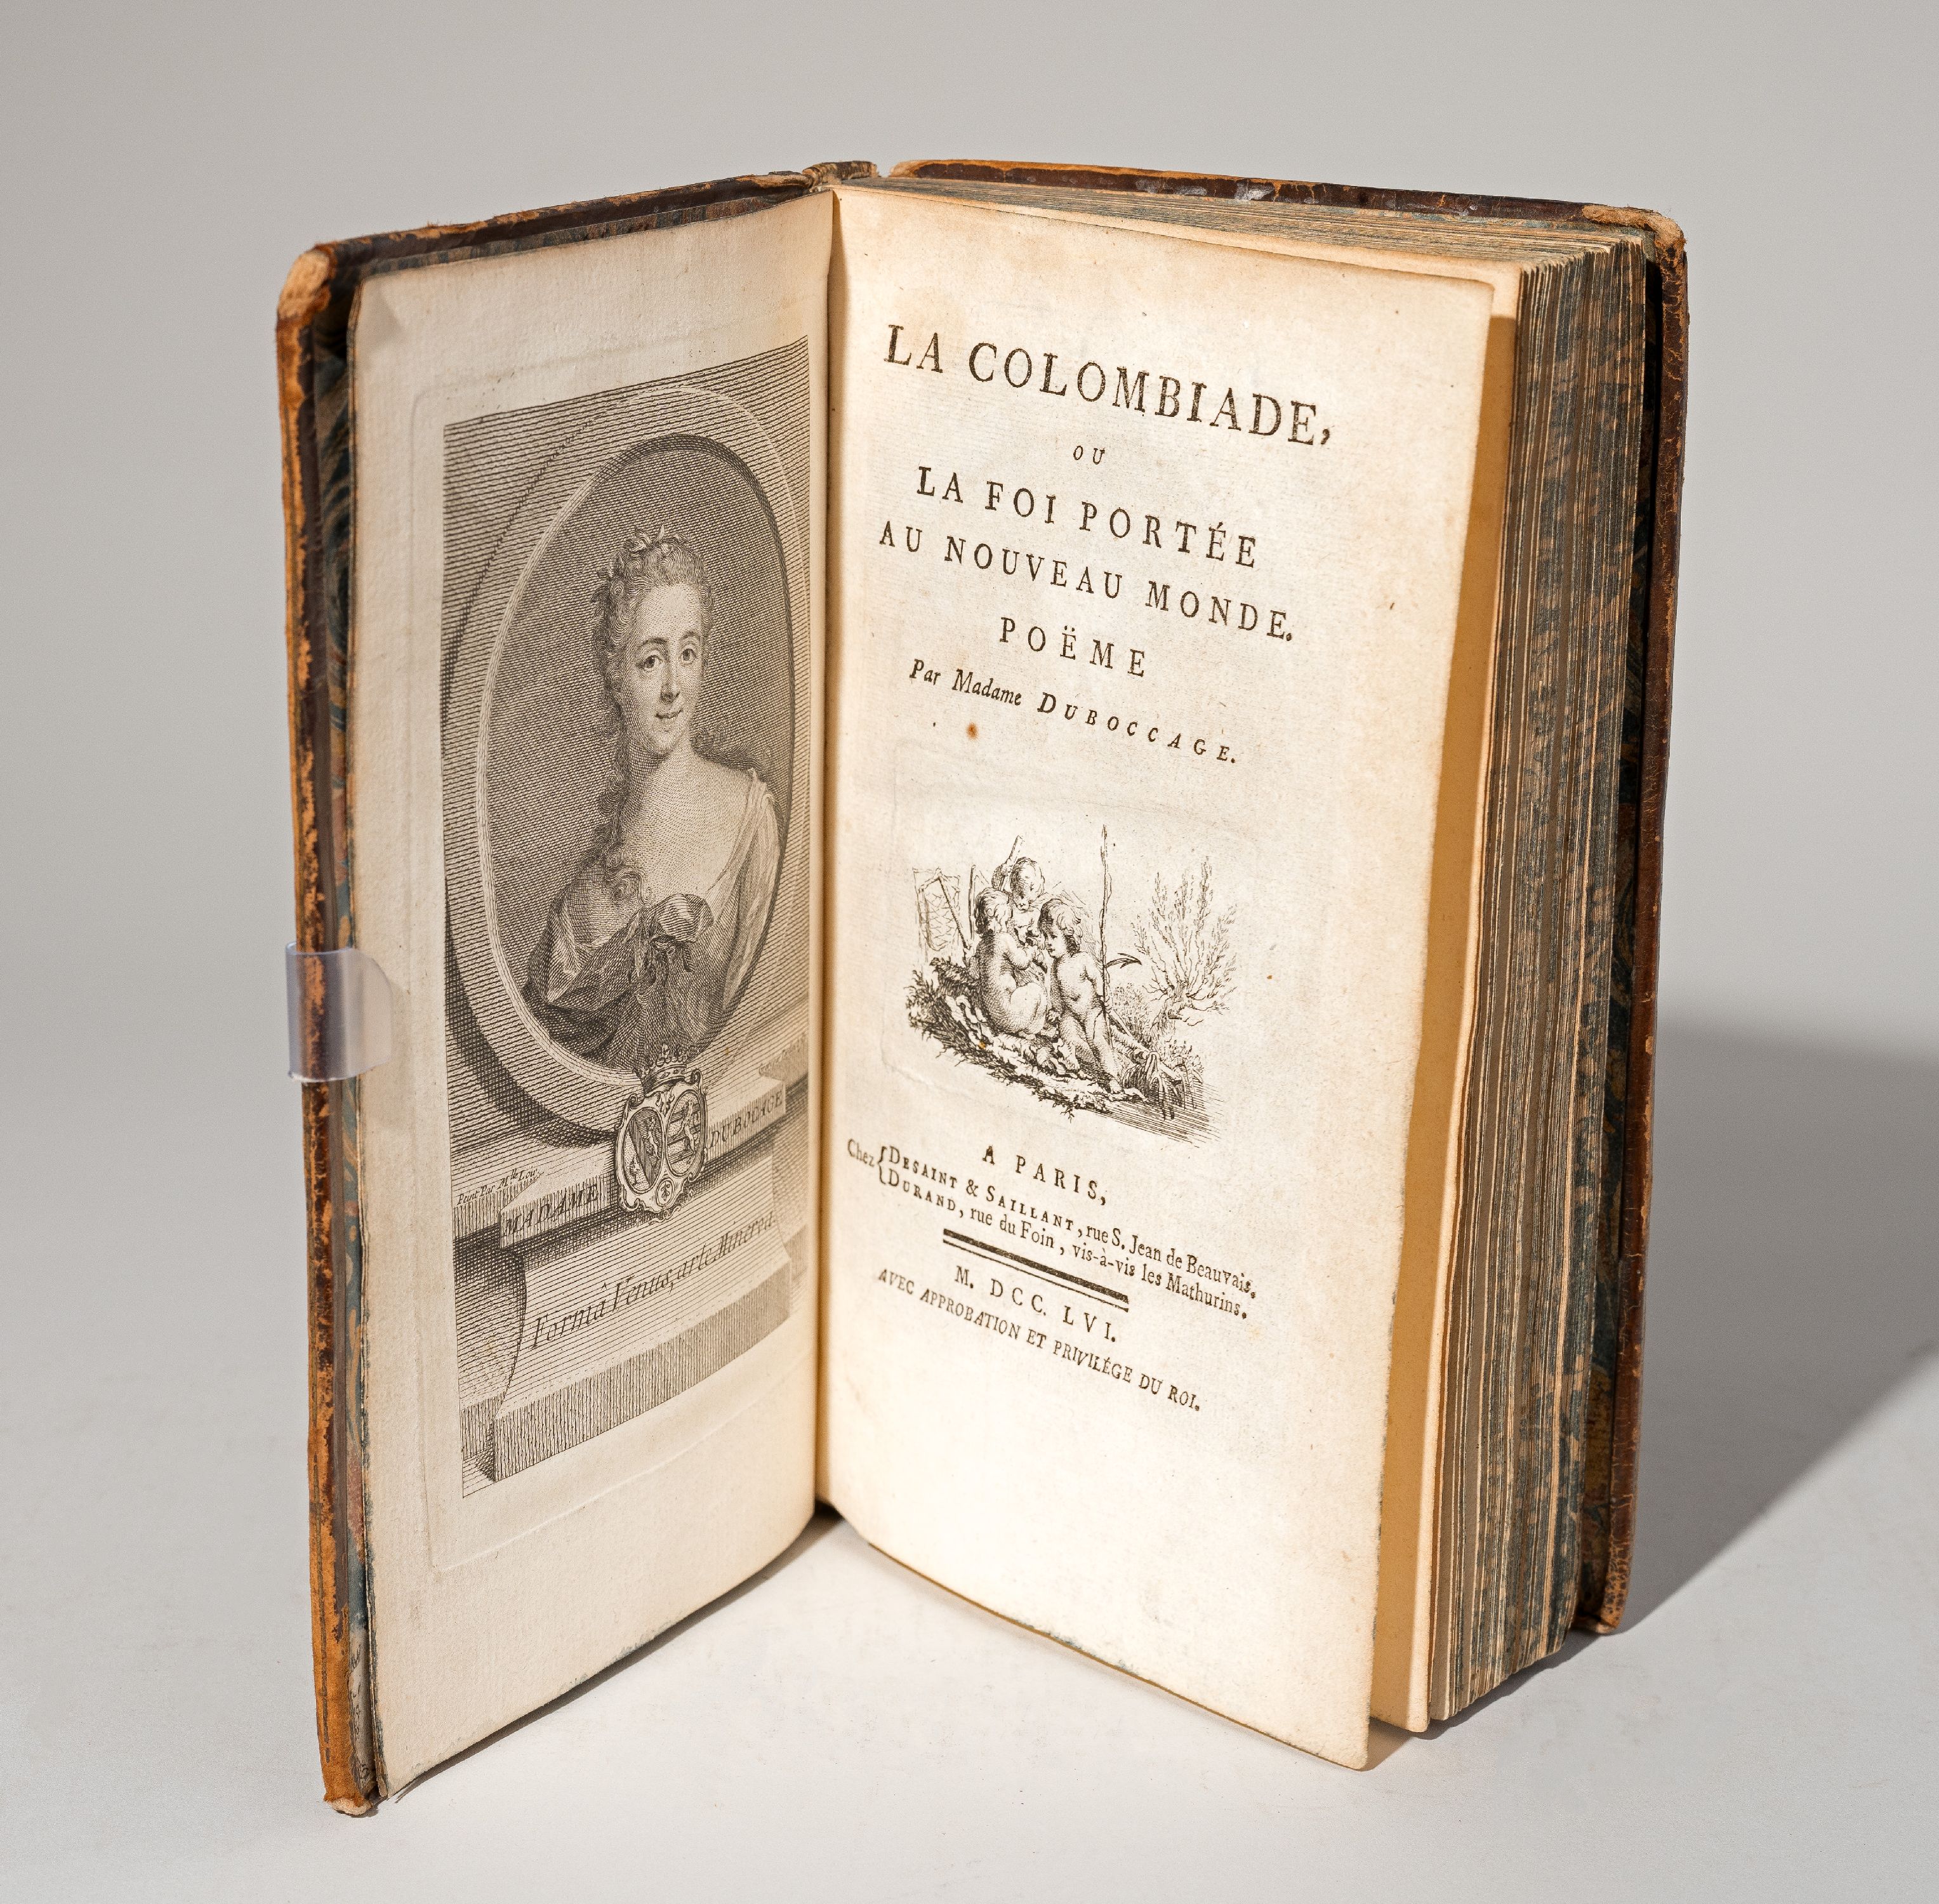 MADAME DUBOCAGE
Formâ Venus, arte Minerva.
LA COLOMBIADE,
OU
LA FOI PORTÉE
AU NOUVEAU MONDE.
POËME
Par Madame DUBOCCAGE.
A PARIS,
Chez { DESAINT & SAILLANT, rue S. Jean de Beauvais.
DURAND, rue du Foin, vis-à-vis les Mathurins.
M. DCC. LVI.
AVEC APPROBATION ET PRIVILÉGE DU ROI.